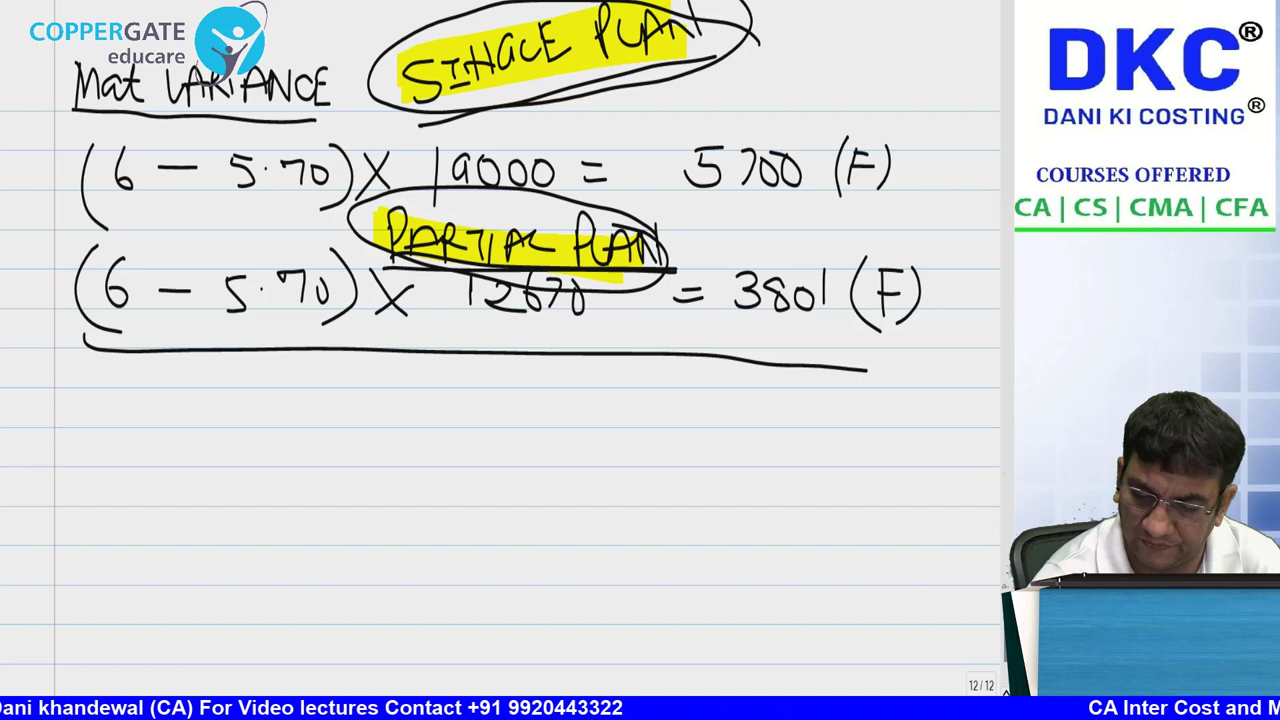 COPPERGATE
educare
SINGLE PLAN
Mat VARIANCE
(6 - 5.70) X 19000 = 5700 (F)
PARTIAL PLAN
(6 - 5.70) X 12670 = 3801 (F)
12/12
DKC®
DANI KI COSTING®
COURSES OFFERED
CA | CS | CMA | CFA
Dani khandewal (CA) For Video lectures Contact +91 9920443322
CA Inter Cost and M